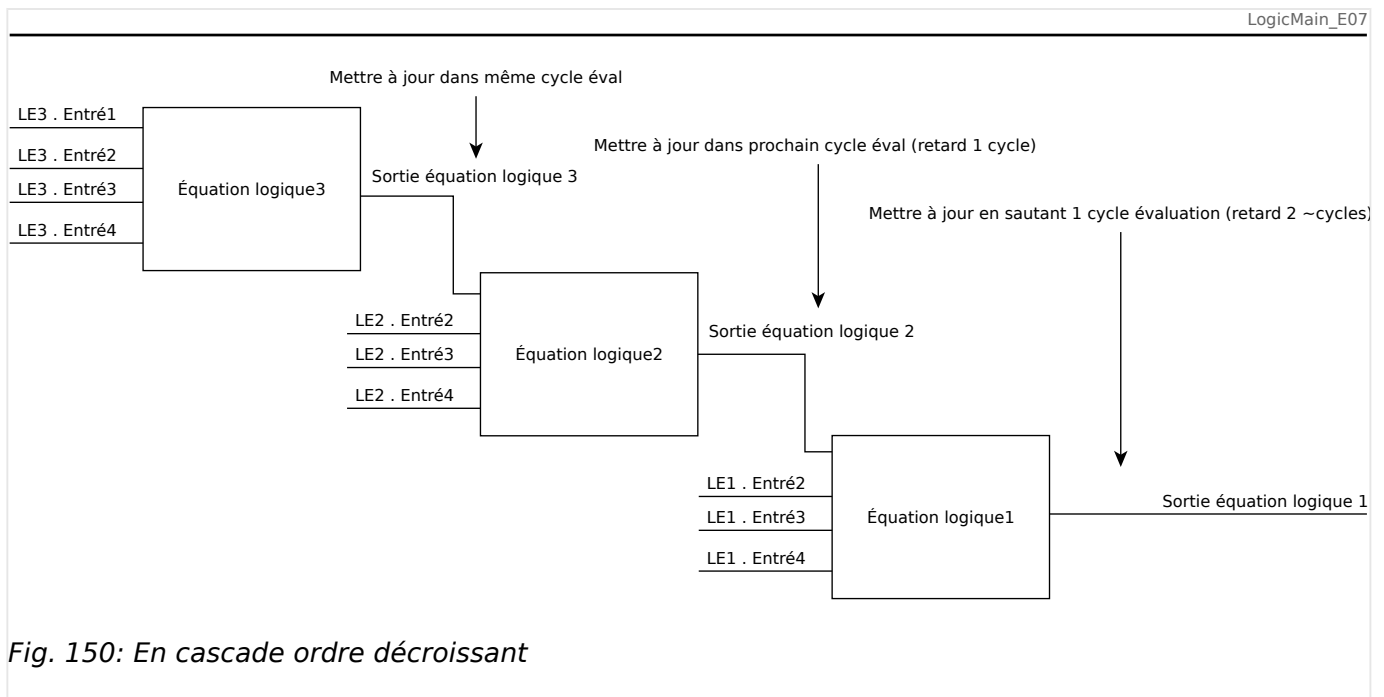 LogicMain_E07
Mettre à jour dans même cycle éval
LE3 . Entré1
LE3 . Entré2
LE3 . Entré3
LE3 . Entré4
Équation logique3
Sortie équation logique 3
Mettre à jour dans prochain cycle éval (retard 1 cycle)
Mettre à jour en sautant 1 cycle évaluation (retard 2 ~cycles)
LE2 . Entré2
LE2 . Entré3
LE2 . Entré4
Équation logique2
Sortie équation logique 2
LE1 . Entré2
LE1 . Entré3
LE1 . Entré4
Équation logique1
Sortie équation logique 1
Fig. 150: En cascade ordre décroissant